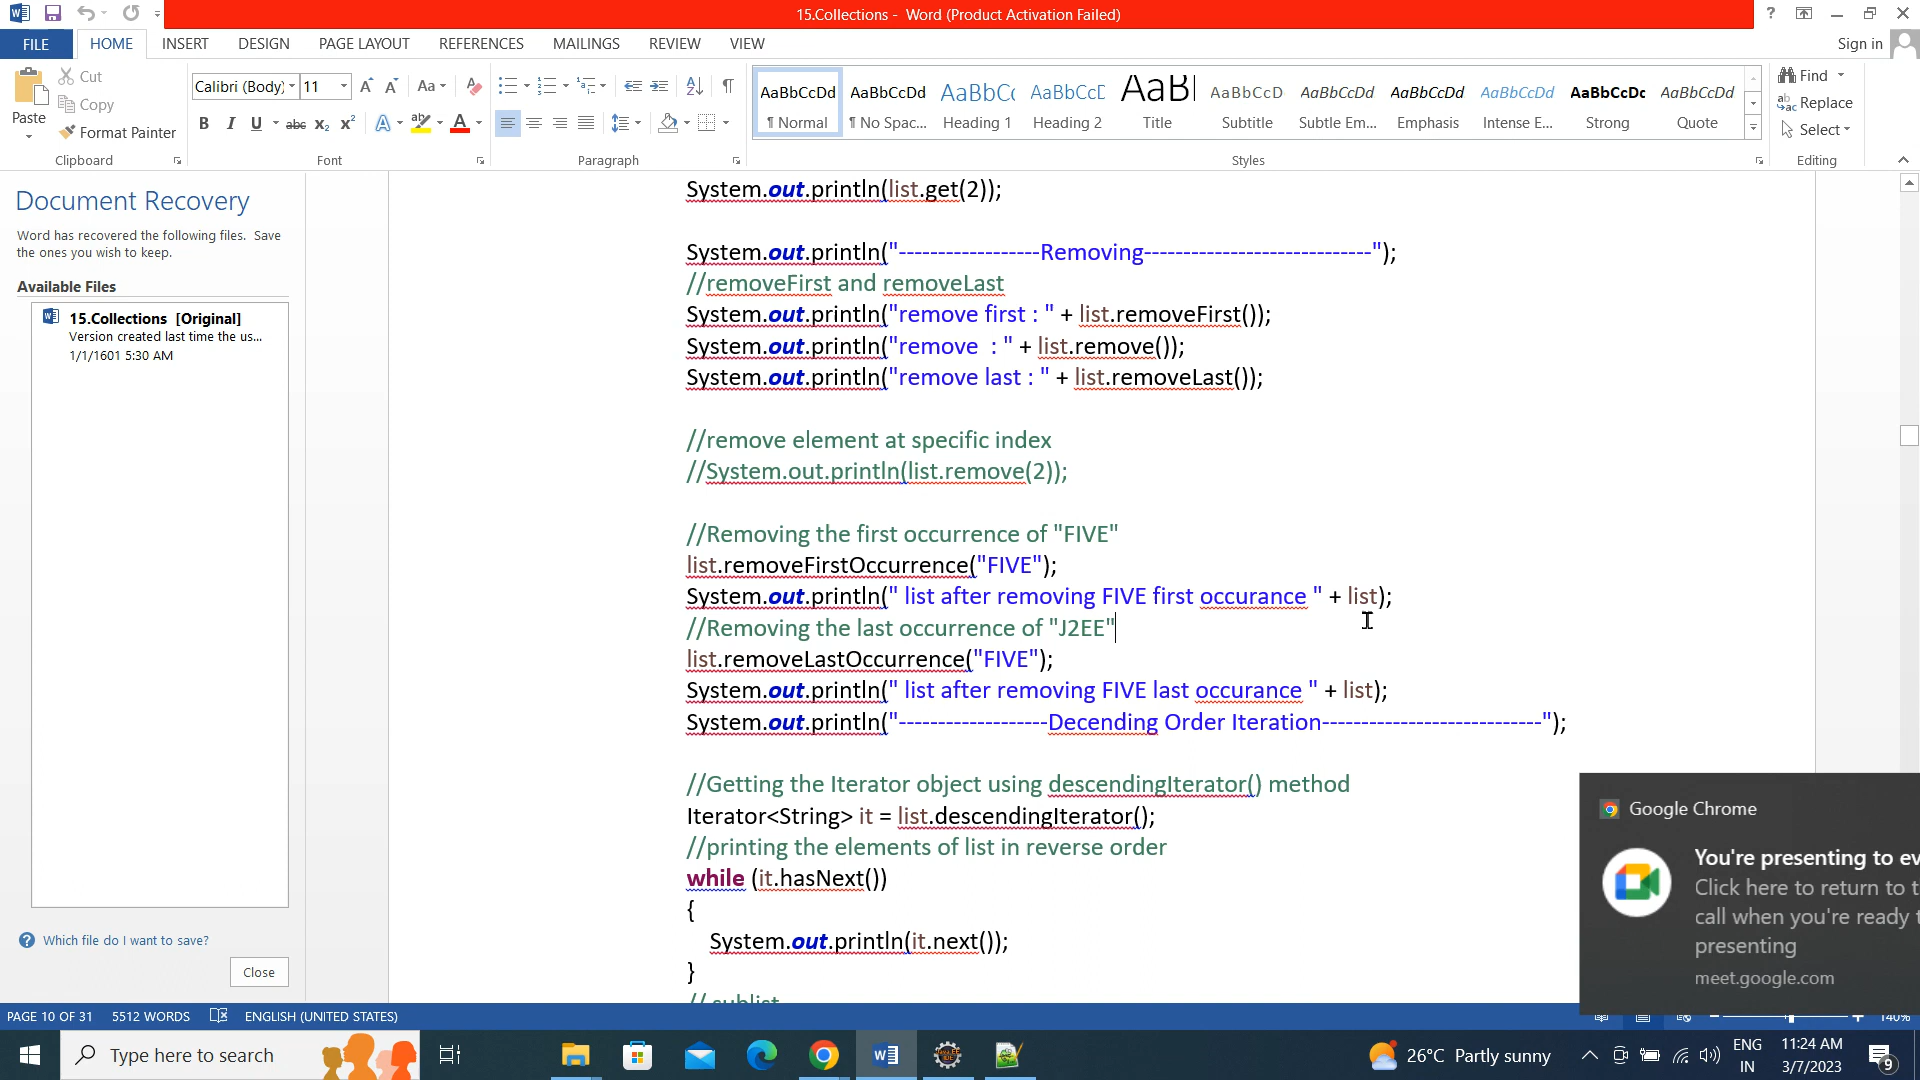 15.Collections - Word (Product Activation Failed)
FILE HOME INSERT DESIGN PAGE LAYOUT REFERENCES MAILINGS REVIEW VIEW Sign in
Paste
Cut
Copy
Format Painter
Clipboard
Calibri (Body) 11
Font
Paragraph
AaBbCcDd AaBbCcDd AaBbCc AaBbCcD AaBb AaBbCcD AaBbCcDd AaBbCcDd AaBbCcDd AaBbCcDc AaBbCcDd
¶ Normal ¶ No Spac... Heading 1 Heading 2 Title Subtitle Subtle Em... Emphasis Intense E... Strong Quote
Styles
Find
Replace
Select
Editing
Document Recovery
Word has recovered the following files. Save
the ones you wish to keep.
Available Files
15.Collections [Original]
Version created last time the us...
1/1/1601 5:30 AM
Which file do I want to save?
Close
System.out.println(list.get(2));
System.out.println("------------------Removing-----------------------------");
//removeFirst and removeLast
System.out.println("remove first : " + list.removeFirst());
System.out.println("remove  : " + list.remove());
System.out.println("remove last : " + list.removeLast());
//remove element at specific index
//System.out.println(list.remove(2));
//Removing the first occurrence of "FIVE"
list.removeFirstOccurrence("FIVE");
System.out.println(" list after removing FIVE first occurance " + list);
//Removing the last occurrence of "J2EE"
list.removeLastOccurrence("FIVE");
System.out.println(" list after removing FIVE last occurance " + list);
System.out.println("-------------------Decending Order Iteration----------------------------");
//Getting the Iterator object using descendingIterator() method
Iterator<String> it = list.descendingIterator();
//printing the elements of list in reverse order
while (it.hasNext())
{
System.out.println(it.next());
}
// sublist
Google Chrome
You're presenting to ev
Click here to return to t
call when you're ready t
presenting
meet.google.com
PAGE 10 OF 31 5512 WORDS ENGLISH (UNITED STATES) 140%
Type here to search
26°C Partly sunny
ENG
IN
11:24 AM
3/7/2023
9